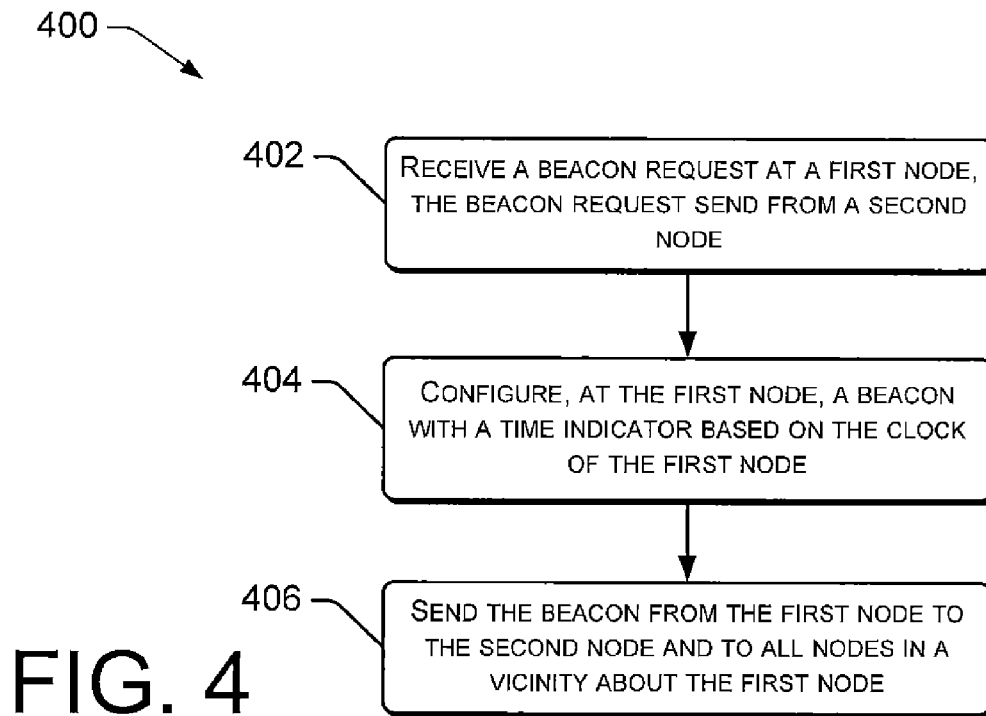 400
402
RECEIVE A BEACON REQUEST AT A FIRST NODE,
THE BEACON REQUEST SEND FROM A SECOND
NODE
404
CONFIGURE, AT THE FIRST NODE, A BEACON
WITH A TIME INDICATOR BASED ON THE CLOCK
OF THE FIRST NODE
406
SEND THE BEACON FROM THE FIRST NODE TO
THE SECOND NODE AND TO ALL NODES IN A
VICINITY ABOUT THE FIRST NODE
FIG. 4